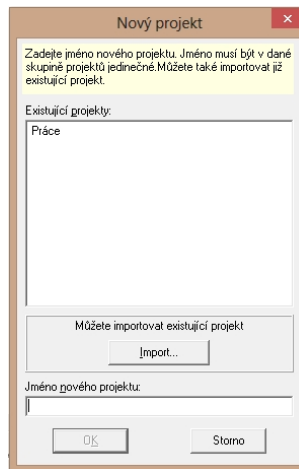 Nový projekt
Zadejte jméno nového projektu. Jméno musí být v dané
skupině projektů jedinečné.Můžete také importovat již
existující projekt.
Existující projekty:
Práce
Můžete importovat existující projekt
Import...
Jméno nového projektu:
OK
Storno